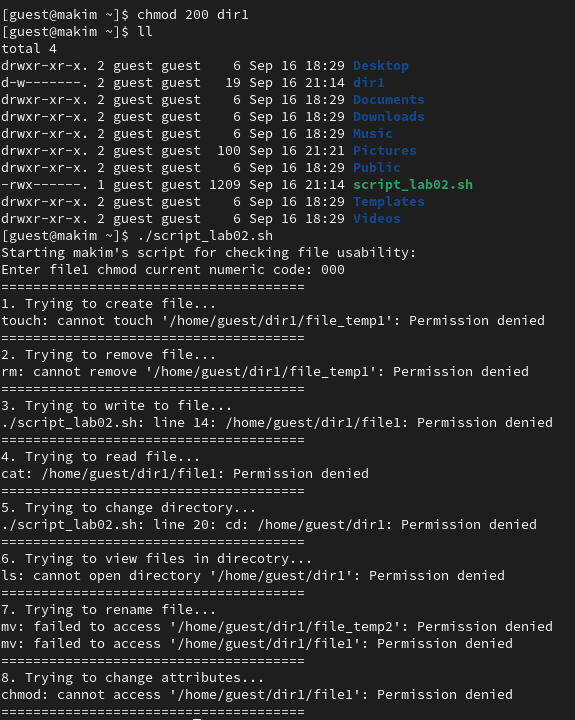 [guest@makim ~]$ chmod 200 dir1
[guest@makim ~]$ ll
total 4
drwxr-xr-x. 2 guest guest    6 Sep 16 18:29 Desktop
d-w-------. 2 guest guest   19 Sep 16 21:14 dir1
drwxr-xr-x. 2 guest guest    6 Sep 16 18:29 Documents
drwxr-xr-x. 2 guest guest    6 Sep 16 18:29 Downloads
drwxr-xr-x. 2 guest guest    6 Sep 16 18:29 Music
drwxr-xr-x. 2 guest guest  100 Sep 16 21:21 Pictures
drwxr-xr-x. 2 guest guest    6 Sep 16 18:29 Public
-rwx------. 1 guest guest 1209 Sep 16 21:14 script_lab02.sh
drwxr-xr-x. 2 guest guest    6 Sep 16 18:29 Templates
drwxr-xr-x. 2 guest guest    6 Sep 16 18:29 Videos
[guest@makim ~]$ ./script_lab02.sh
Starting makim's script for checking file usability:
Enter file1 chmod current numeric code: 000
======================================
1. Trying to create file...
touch: cannot touch '/home/guest/dir1/file_temp1': Permission denied
======================================
2. Trying to remove file...
rm: cannot remove '/home/guest/dir1/file_temp1': Permission denied
======================================
3. Trying to write to file...
./script_lab02.sh: line 14: /home/guest/dir1/file1: Permission denied
======================================
4. Trying to read file...
cat: /home/guest/dir1/file1: Permission denied
======================================
5. Trying to change directory...
./script_lab02.sh: line 20: cd: /home/guest/dir1: Permission denied
======================================
6. Trying to view files in direcotry...
ls: cannot open directory '/home/guest/dir1': Permission denied
======================================
7. Trying to rename file...
mv: failed to access '/home/guest/dir1/file_temp2': Permission denied
mv: failed to access '/home/guest/dir1/file1': Permission denied
======================================
8. Trying to change attributes...
chmod: cannot access '/home/guest/dir1/file1': Permission denied
======================================